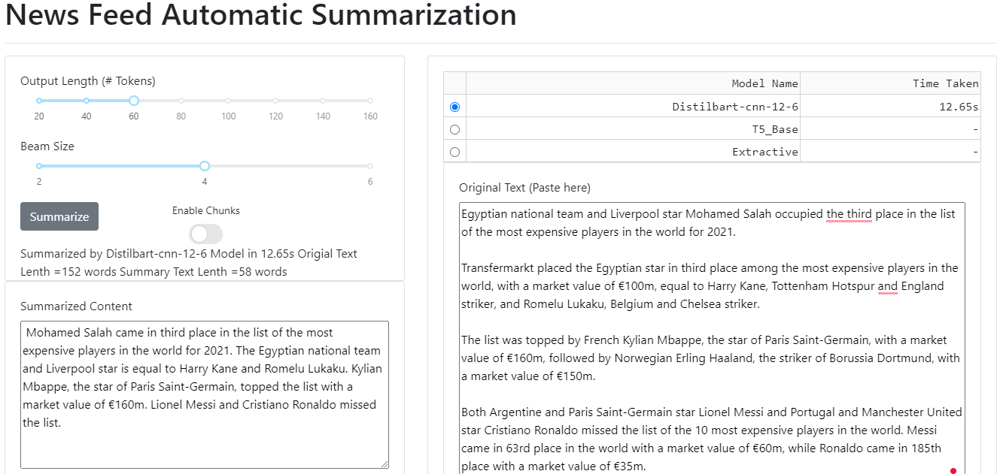 News Feed Automatic Summarization
Output Length (# Tokens)
20 40 60 80 100 120 140 160
Beam Size
2 4 6
Summarize
Enable Chunks
Summarized by Distilbart-cnn-12-6 Model in 12.65s Origial Text
Lenth =152 words Summary Text Lenth =58 words
Summarized Content
Mohamed Salah came in third place in the list of the most
expensive players in the world for 2021. The Egyptian national team
and Liverpool star is equal to Harry Kane and Romelu Lukaku. Kylian
Mbappe, the star of Paris Saint-Germain, topped the list with a
market value of €160m. Lionel Messi and Cristiano Ronaldo missed
the list.
Model Name Time Taken
Distilbart-cnn-12-6 12.65s
T5_Base -
Extractive -
Original Text (Paste here)
Egyptian national team and Liverpool star Mohamed Salah occupied the third place in the list
of the most expensive players in the world for 2021.
Transfermarkt placed the Egyptian star in third place among the most expensive players in the
world, with a market value of €100m, equal to Harry Kane, Tottenham Hotspur and England
striker, and Romelu Lukaku, Belgium and Chelsea striker.
The list was topped by French Kylian Mbappe, the star of Paris Saint-Germain, with a market
value of €160m, followed by Norwegian Erling Haaland, the striker of Borussia Dortmund, with
a market value of €150m.
Both Argentine and Paris Saint-Germain star Lionel Messi and Portugal and Manchester United
star Cristiano Ronaldo missed the list of the 10 most expensive players in the world. Messi
came in 63rd place in the world with a market value of €60m, while Ronaldo came in 185th
place with a market value of €35m.